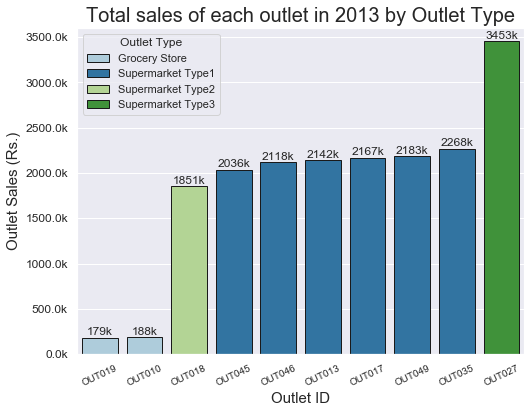 Total sales of each outlet in 2013 by Outlet Type
Outlet Type
Grocery Store
Supermarket Type1
Supermarket Type2
Supermarket Type3
Outlet Sales (Rs.)
3500.0k
3000.0k
2500.0k
2000.0k
1500.0k
1000.0k
500.0k
0.0k
179k
188k
1851k
2036k
2118k
2142k
2167k
2183k
2268k
3453k
OUT019
OUT010
OUT018
OUT045
OUT046
OUT013
OUT017
OUT049
OUT035
OUT027
Outlet ID